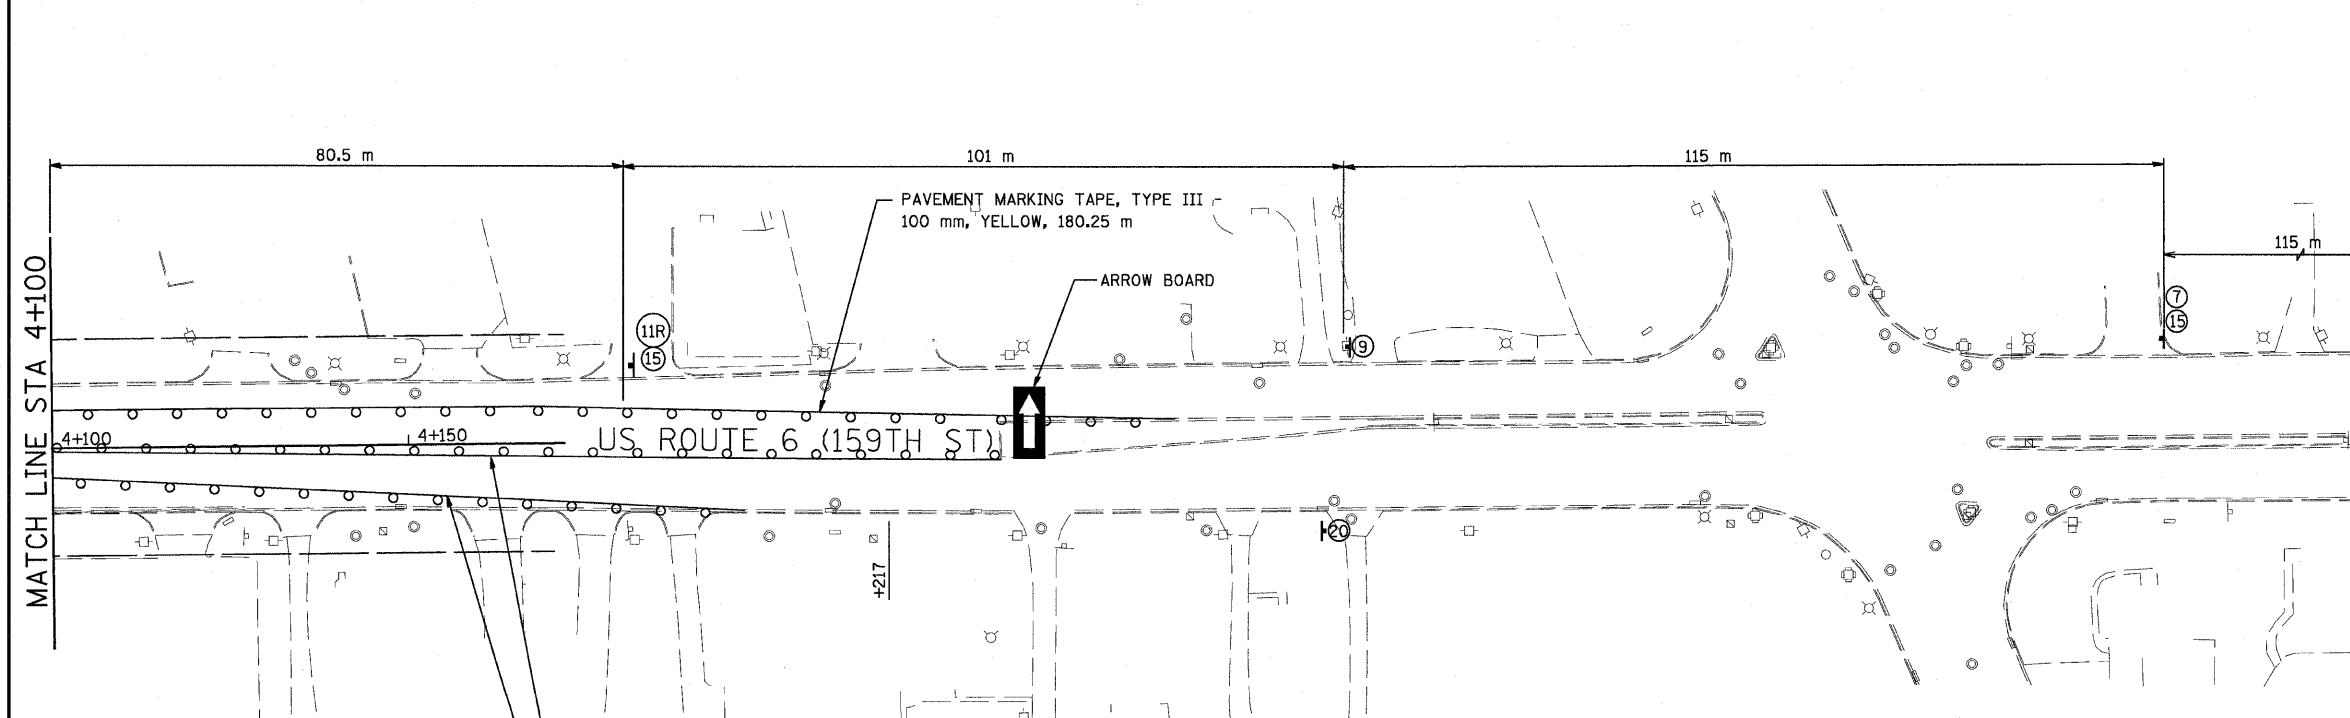 80.5 m
101 m
115 m
PAVEMENT MARKING TAPE, TYPE III
100 mm, YELLOW, 180.25 m
115 m
ARROW BOARD
MATCH LINE STA 4+100
11R
15
9
7
15
4+100
4+150
US ROUTE 6 (159TH ST)
20
+217